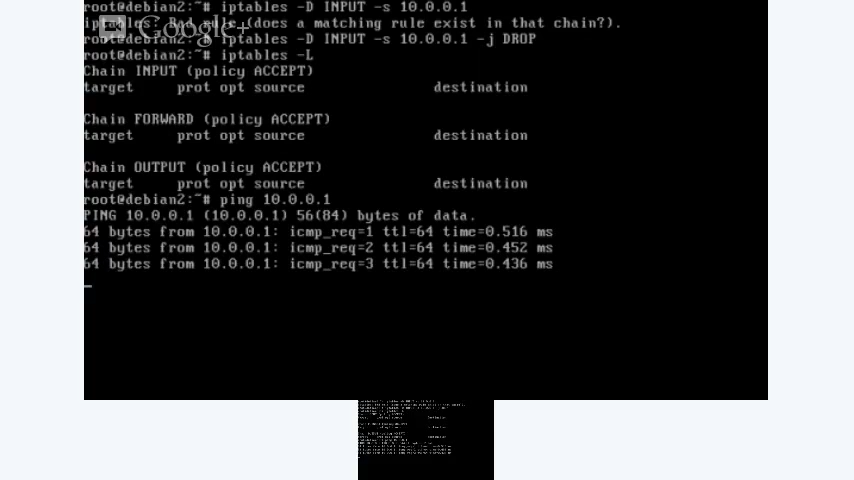 root@debian2:~# iptables -D INPUT -s 10.0.0.1
iptables: Bad rule (does a matching rule exist in that chain?).
root@debian2:~# iptables -D INPUT -s 10.0.0.1 -j DROP
root@debian2:~# iptables -L
Chain INPUT (policy ACCEPT)
target     prot opt source               destination
Chain FORWARD (policy ACCEPT)
target     prot opt source               destination
Chain OUTPUT (policy ACCEPT)
target     prot opt source               destination
root@debian2:~# ping 10.0.0.1
PING 10.0.0.1 (10.0.0.1) 56(84) bytes of data.
64 bytes from 10.0.0.1: icmp_req=1 ttl=64 time=0.516 ms
64 bytes from 10.0.0.1: icmp_req=2 ttl=64 time=0.452 ms
64 bytes from 10.0.0.1: icmp_req=3 ttl=64 time=0.436 ms
Google+